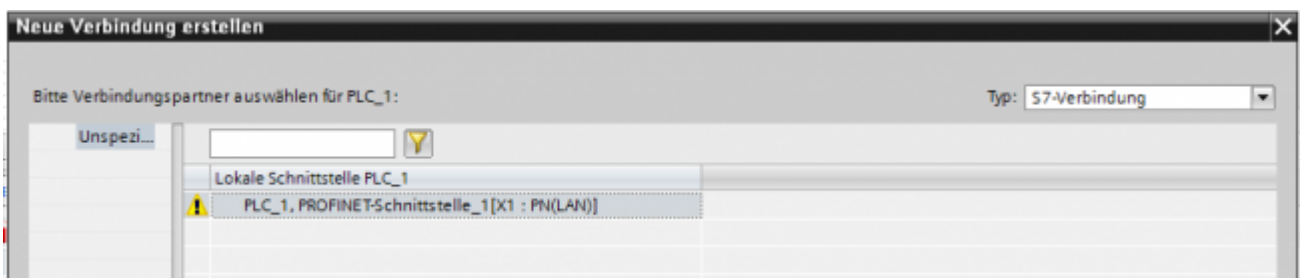 Neue Verbindung erstellen
Bitte Verbindungspartner auswählen für PLC_1:
Typ: S7-Verbindung
Unspezi...
Lokale Schnittstelle PLC_1
PLC_1, PROFINET-Schnittstelle_1[X1 : PN(LAN)]